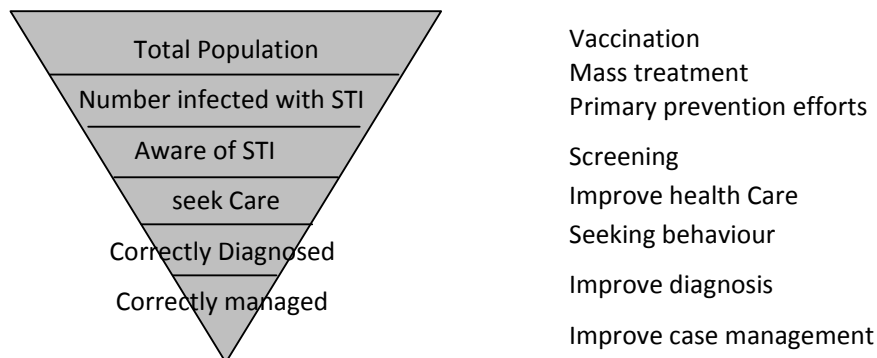 Total Population
Number infected with STI
Aware of STI
seek Care
Correctly Diagnosed
Correctly managed
Vaccination
Mass treatment
Primary prevention efforts
Screening
Improve health Care
Seeking behaviour
Improve diagnosis
Improve case management